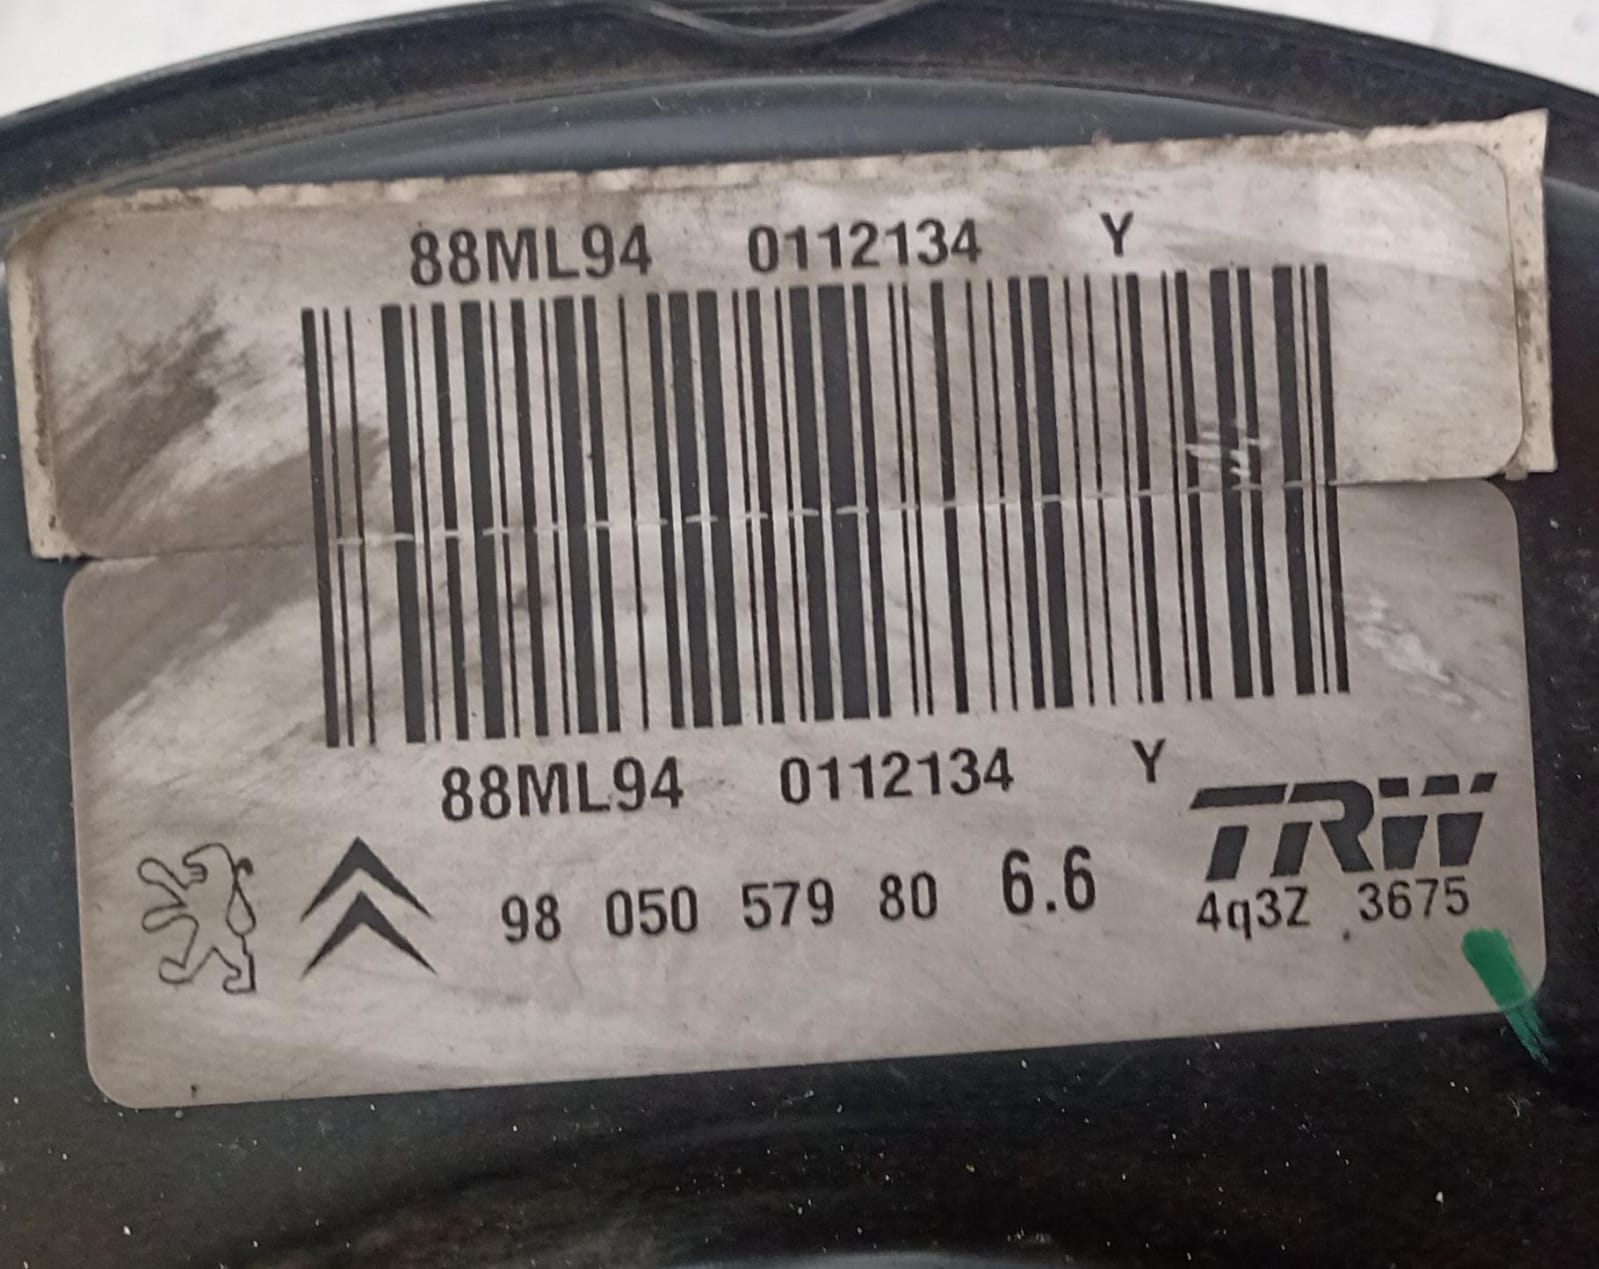 88ML94 0112134 Y
88ML94 0112134 Y
TRW
98 050 579 80 6.6
4q3Z .3675